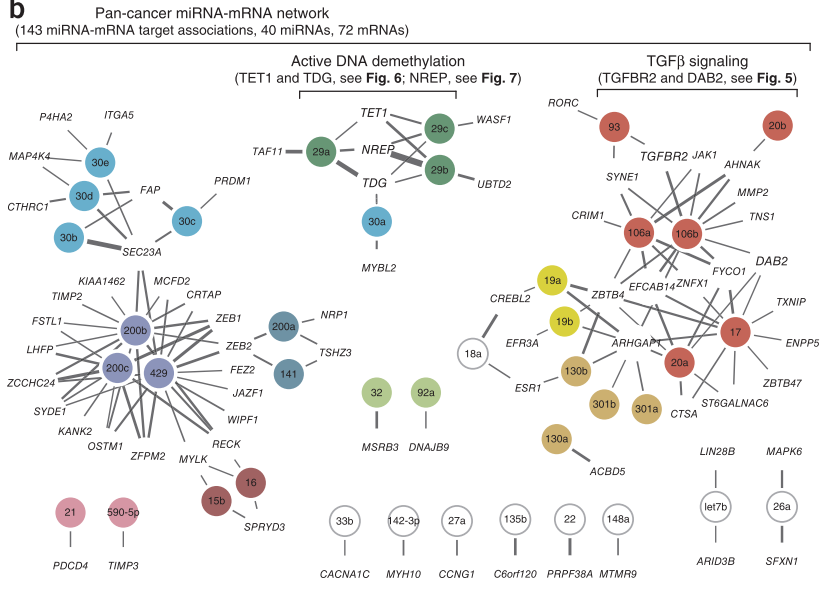 b
Pan-cancer miRNA-mRNA network
(143 miRNA-mRNA target associations, 40 miRNAs, 72 mRNAs)
Active DNA demethylation
(TET1 and TDG, see Fig. 6; NREP, see Fig. 7)
TGFβ signaling
(TGFBR2 and DAB2, see Fig. 5)
P4HA2
ITGA5
MAP4K4
30e
30d
FAP
PRDM1
CTHRC1
30b
30c
SEC23A
TET1
29c
WASF1
TAF11
29a
NREP
29b
TDG
UBTD2
30a
MYBL2
RORC
93
20b
TGFBR2
JAK1
AHNAK
SYNE1
MMP2
CRIM1
TNS1
106a
106b
FYCO1
DAB2
KIAA1462
MCFD2
TIMP2
CRTAP
FSTL1
ZEB1
200b
LHFP
ZEB2
200c
429
FEZ2
ZCCHC24
JAZF1
SYDE1
WIPF1
KANK2
OSTM1
ZFPM2
RECK
200a
NRP1
TSHZ3
141
MYLK
16
15b
SPRYD3
19a
EFCAB14
ZNFX1
CREBL2
ZBTB4
TXNIP
19b
17
EFR3A
ARHGAP1
ENPP5
18a
20a
130b
ESR1
ZBTB47
301b
301a
CTSA
ST6GALNAC6
130a
ACBD5
32
92a
MSRB3
DNAJB9
LIN28B
MAPK6
let7b
26a
ARID3B
SFXN1
21
590-5p
PDCD4
TIMP3
33b
142-3p
27a
135b
22
148a
CACNA1C
MYH10
CCNG1
C6orf120
PRPF38A
MTMR9